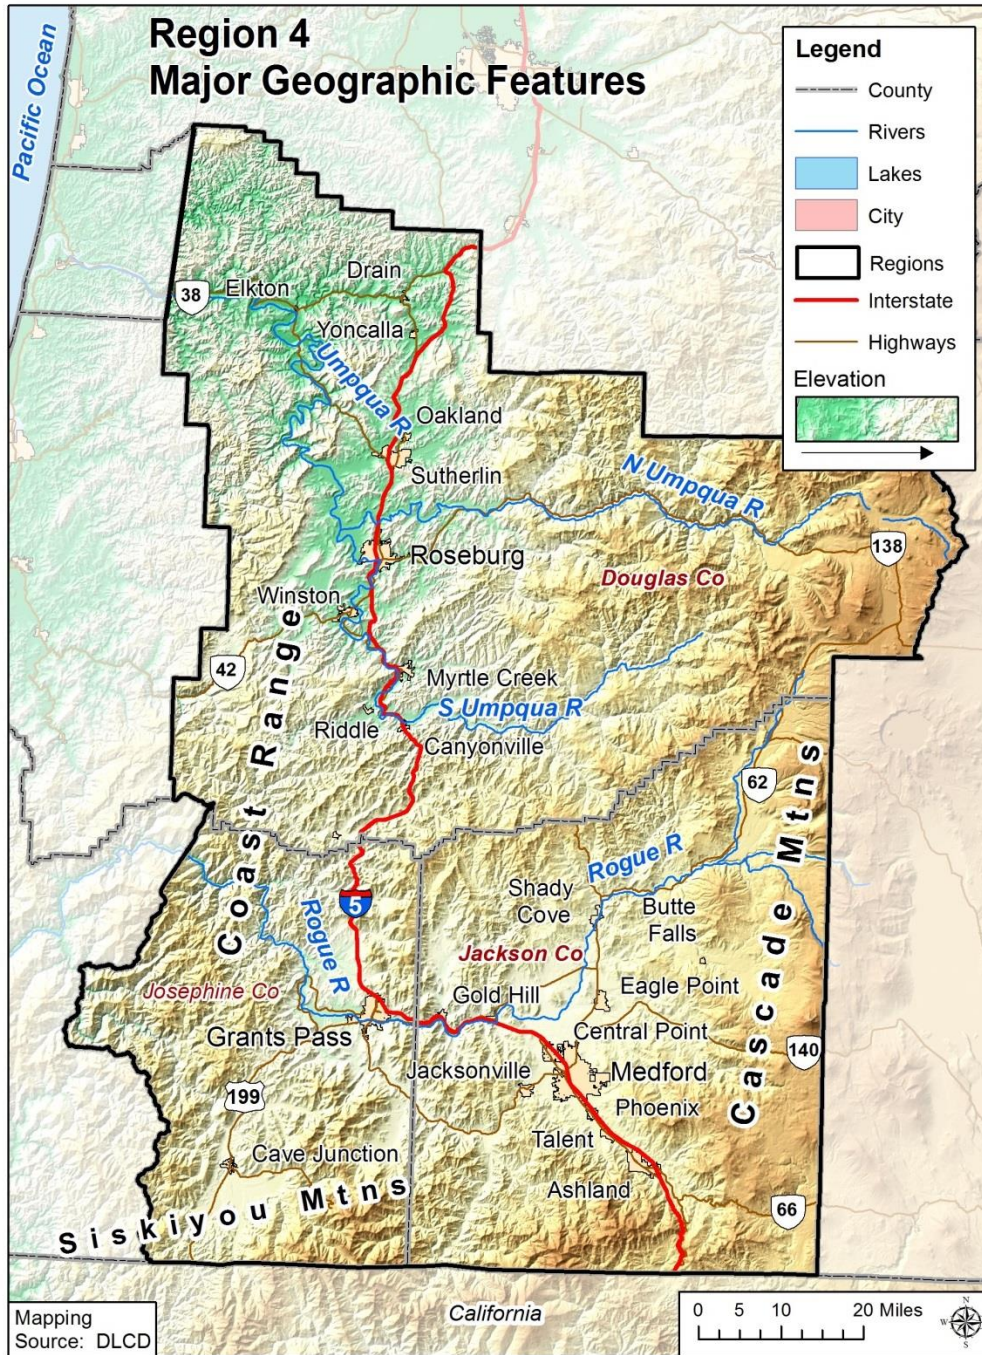 Region 4
Major Geographic Features
Pacific Ocean
Legend
County
Rivers
Lakes
City
Regions
Interstate
Highways
Elevation
38
Elkton
Drain
Yoncalla
Umpqua R
Oakland
Sutherlin
N Umpqua R
138
Roseburg
Douglas Co
Winston
42
Myrtle Creek
S Umpqua R
Riddle
Canyonville
Coast Range
62
Cascade Mtns
Rogue R
5
Shady
Cove
Butte
Falls
Rogue R
Jackson Co
Josephine Co
Gold Hill
Eagle Point
Grants Pass
Central Point
140
Jacksonville
Medford
199
Phoenix
Talent
Cave Junction
Ashland
66
Siskiyou Mtns
California
Mapping
Source: DLCD
0 5 10 20 Miles
N
W E
S